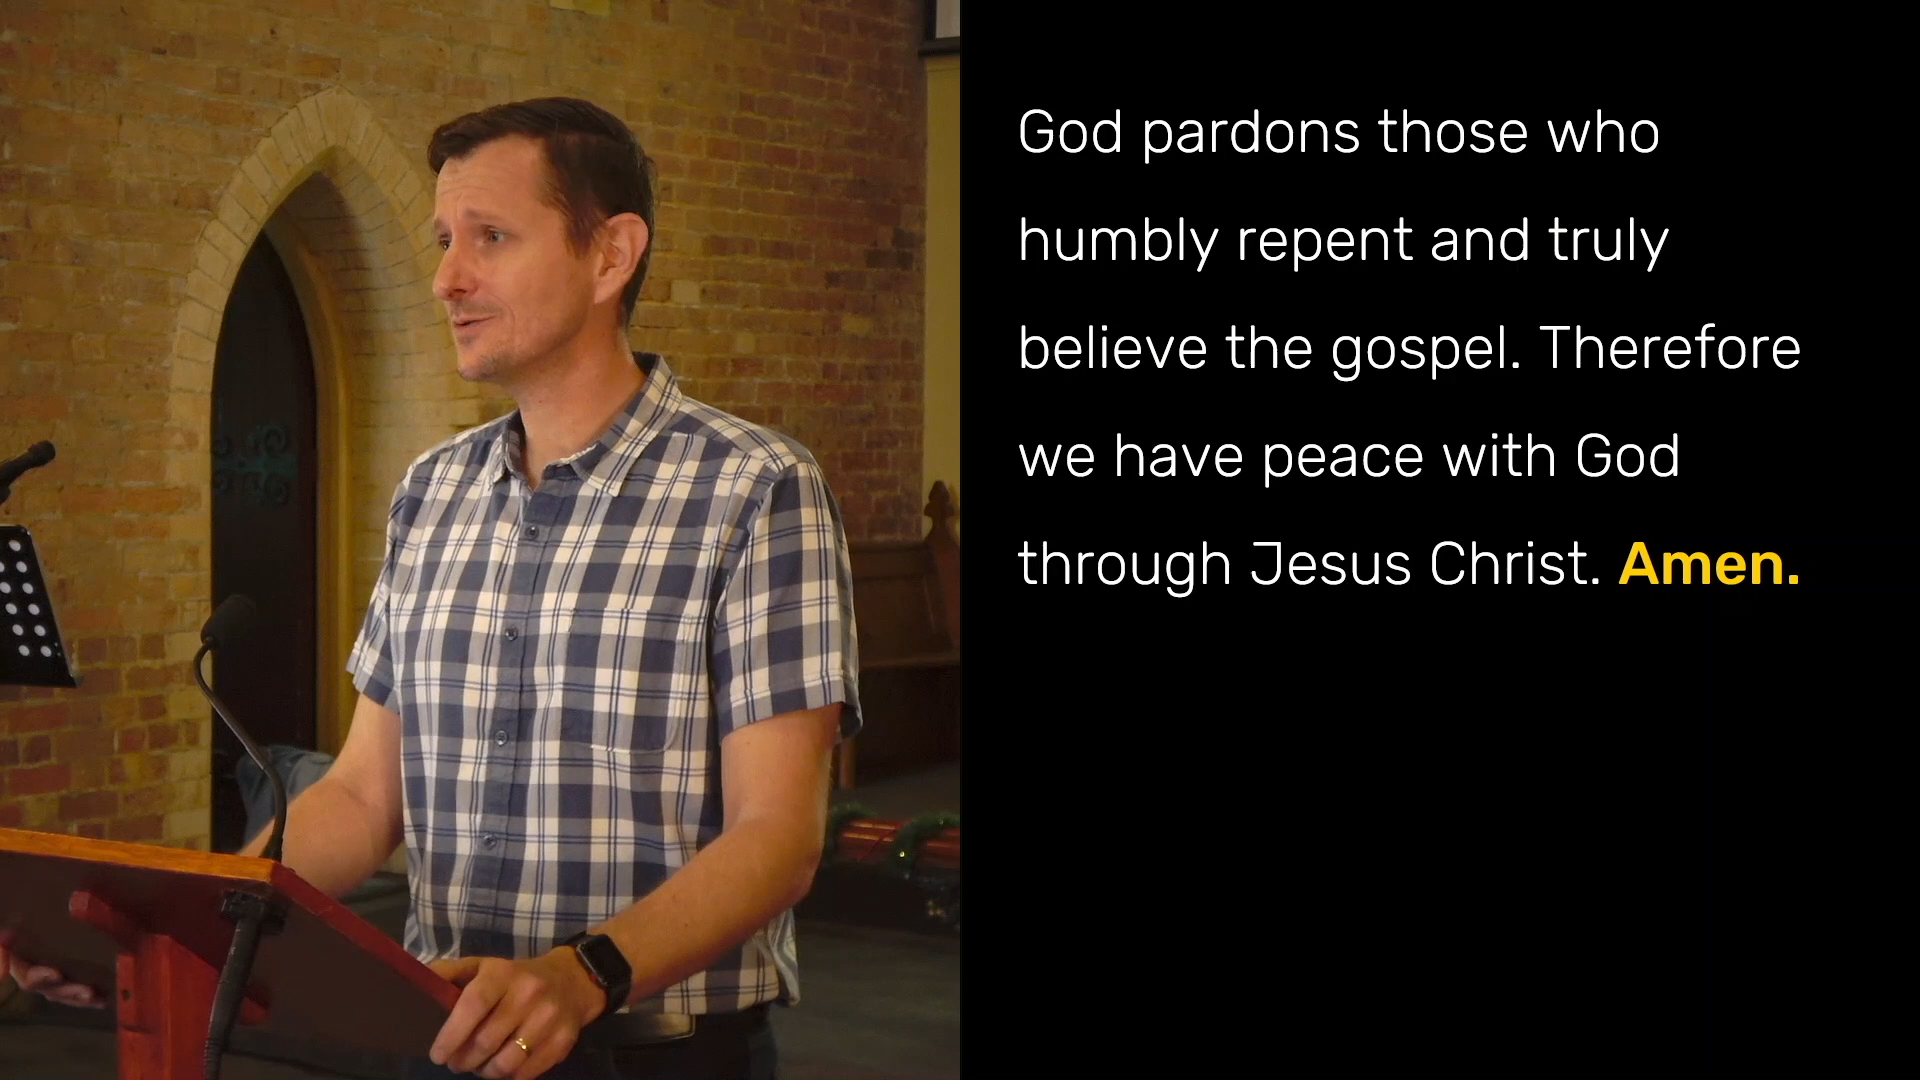 God pardons those who
humbly repent and truly
believe the gospel. Therefore
we have peace with God
through Jesus Christ. Amen.